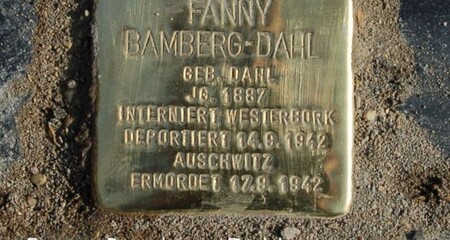 FANNY
BAMBERG-DAHL
GEB. DAHL
JG. 1887
INTERNIERT WESTERBORK
DEPORTIERT 14.9.1942
AUSCHWITZ
ERMORDET 17.9.1942